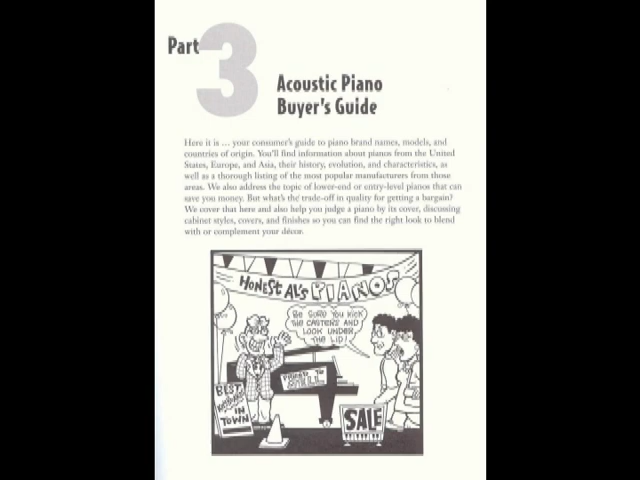 Part 3
Acoustic Piano
Buyer's Guide
Here it is … your consumer's guide to piano brand names, models, and
countries of origin. You'll find information about pianos from the United
States, Europe, and Asia, their history, evolution, and characteristics, as
well as a thorough listing of the most popular manufacturers from those
areas. We also address the topic of lower-end or entry-level pianos that can
save you money. But what's the trade-off in quality for getting a bargain?
We cover that here and also help you judge a piano by its cover, discussing
cabinet styles, covers, and finishes so you can find the right look to blend
with or complement your décor.
HONEST AL'S PIANOS
BE SURE YOU KICK
THE CASTERS AND
LOOK UNDER
THE LID!
PRICED TO
SELL
BEST
IN
TOWN
SALE